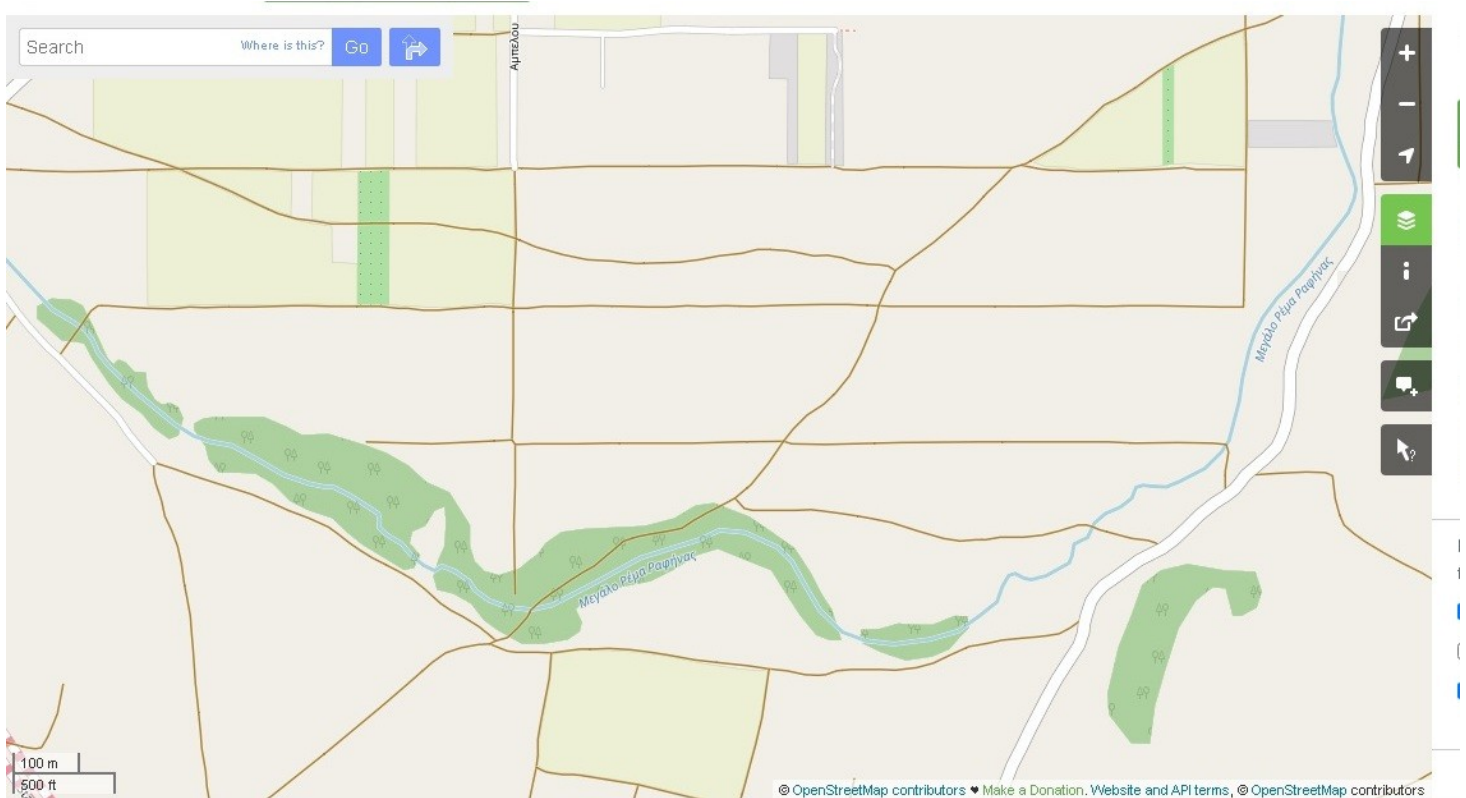 Search
Where is this?
Go
Αμπελου
Μεγάλο Ρέμα Ραφήνας
Μεγάλο Ρέμα Ραφήνας
100 m
500 ft
© OpenStreetMap contributors ♥ Make a Donation. Website and API terms, © OpenStreetMap contributors